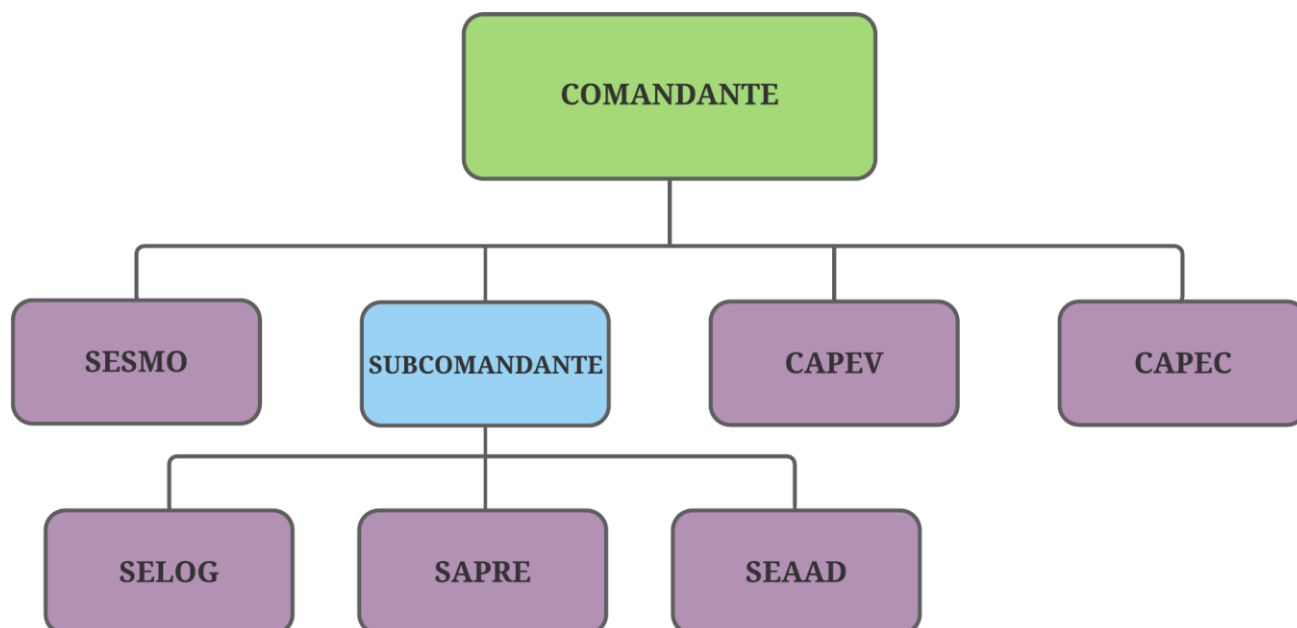 COMANDANTE
SESMO
SUBCOMANDANTE
CAPEV
CAPEC
SELOG
SAPRE
SEAAD